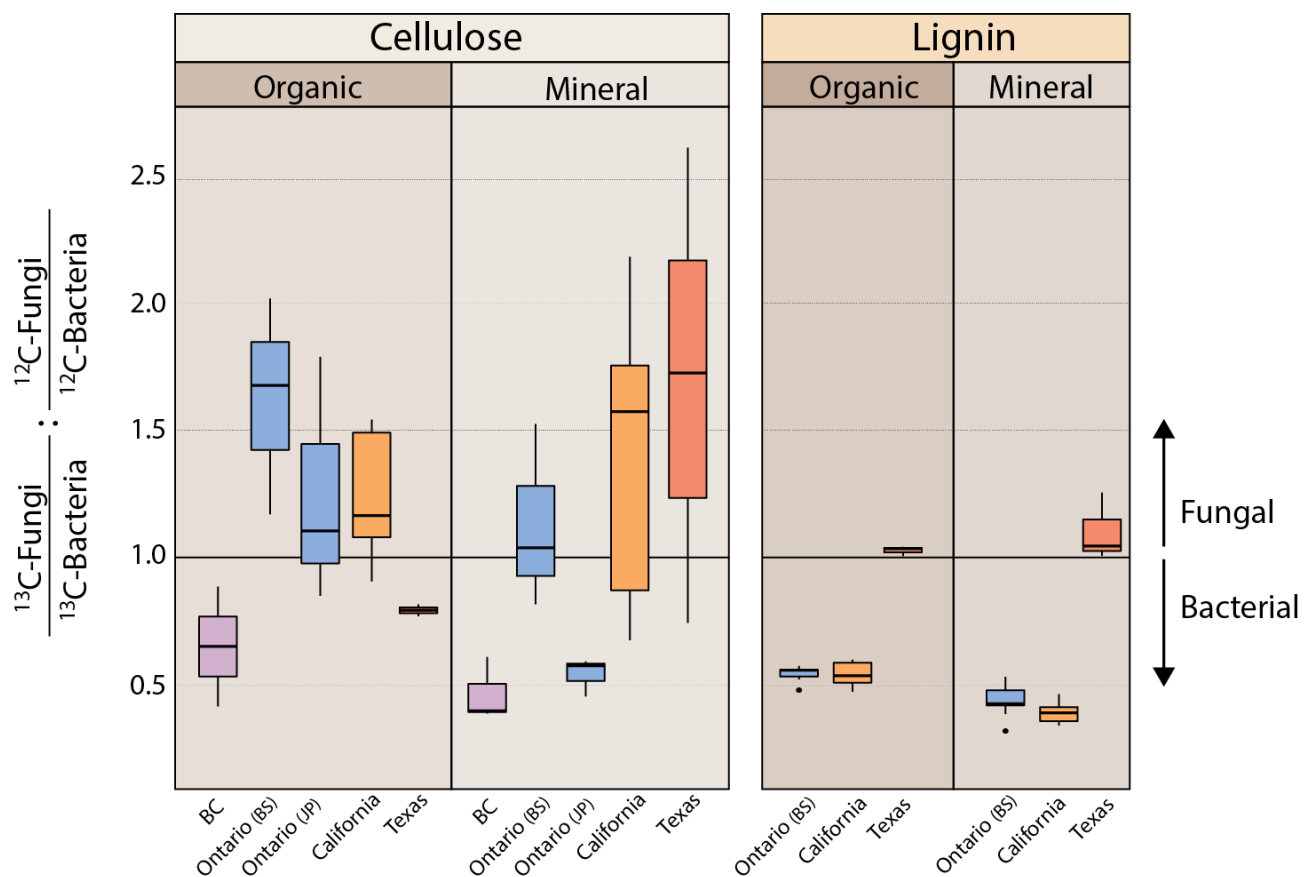 Cellulose
Lignin
Organic
Mineral
Organic
Mineral
2.5
2.0
1.5
1.0
0.5
¹²C-Fungi
¹²C-Bacteria
:
¹³C-Fungi
¹³C-Bacteria
Fungal
Bacterial
BC
Ontario (BS)
Ontario (JP)
California
Texas
BC
Ontario (BS)
Ontario (JP)
California
Texas
Ontario (BS)
California
Texas
Ontario (BS)
California
Texas